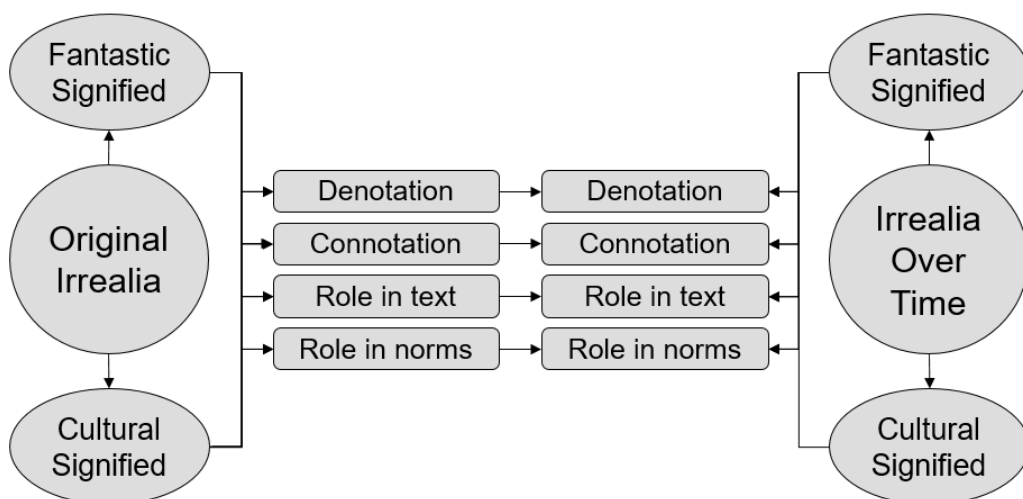 Fantastic
Signified
Fantastic
Signified
Original
Irrealia
Denotation
Denotation
Connotation
Connotation
Role in text
Role in text
Role in norms
Role in norms
Irrealia
Over
Time
Cultural
Signified
Cultural
Signified